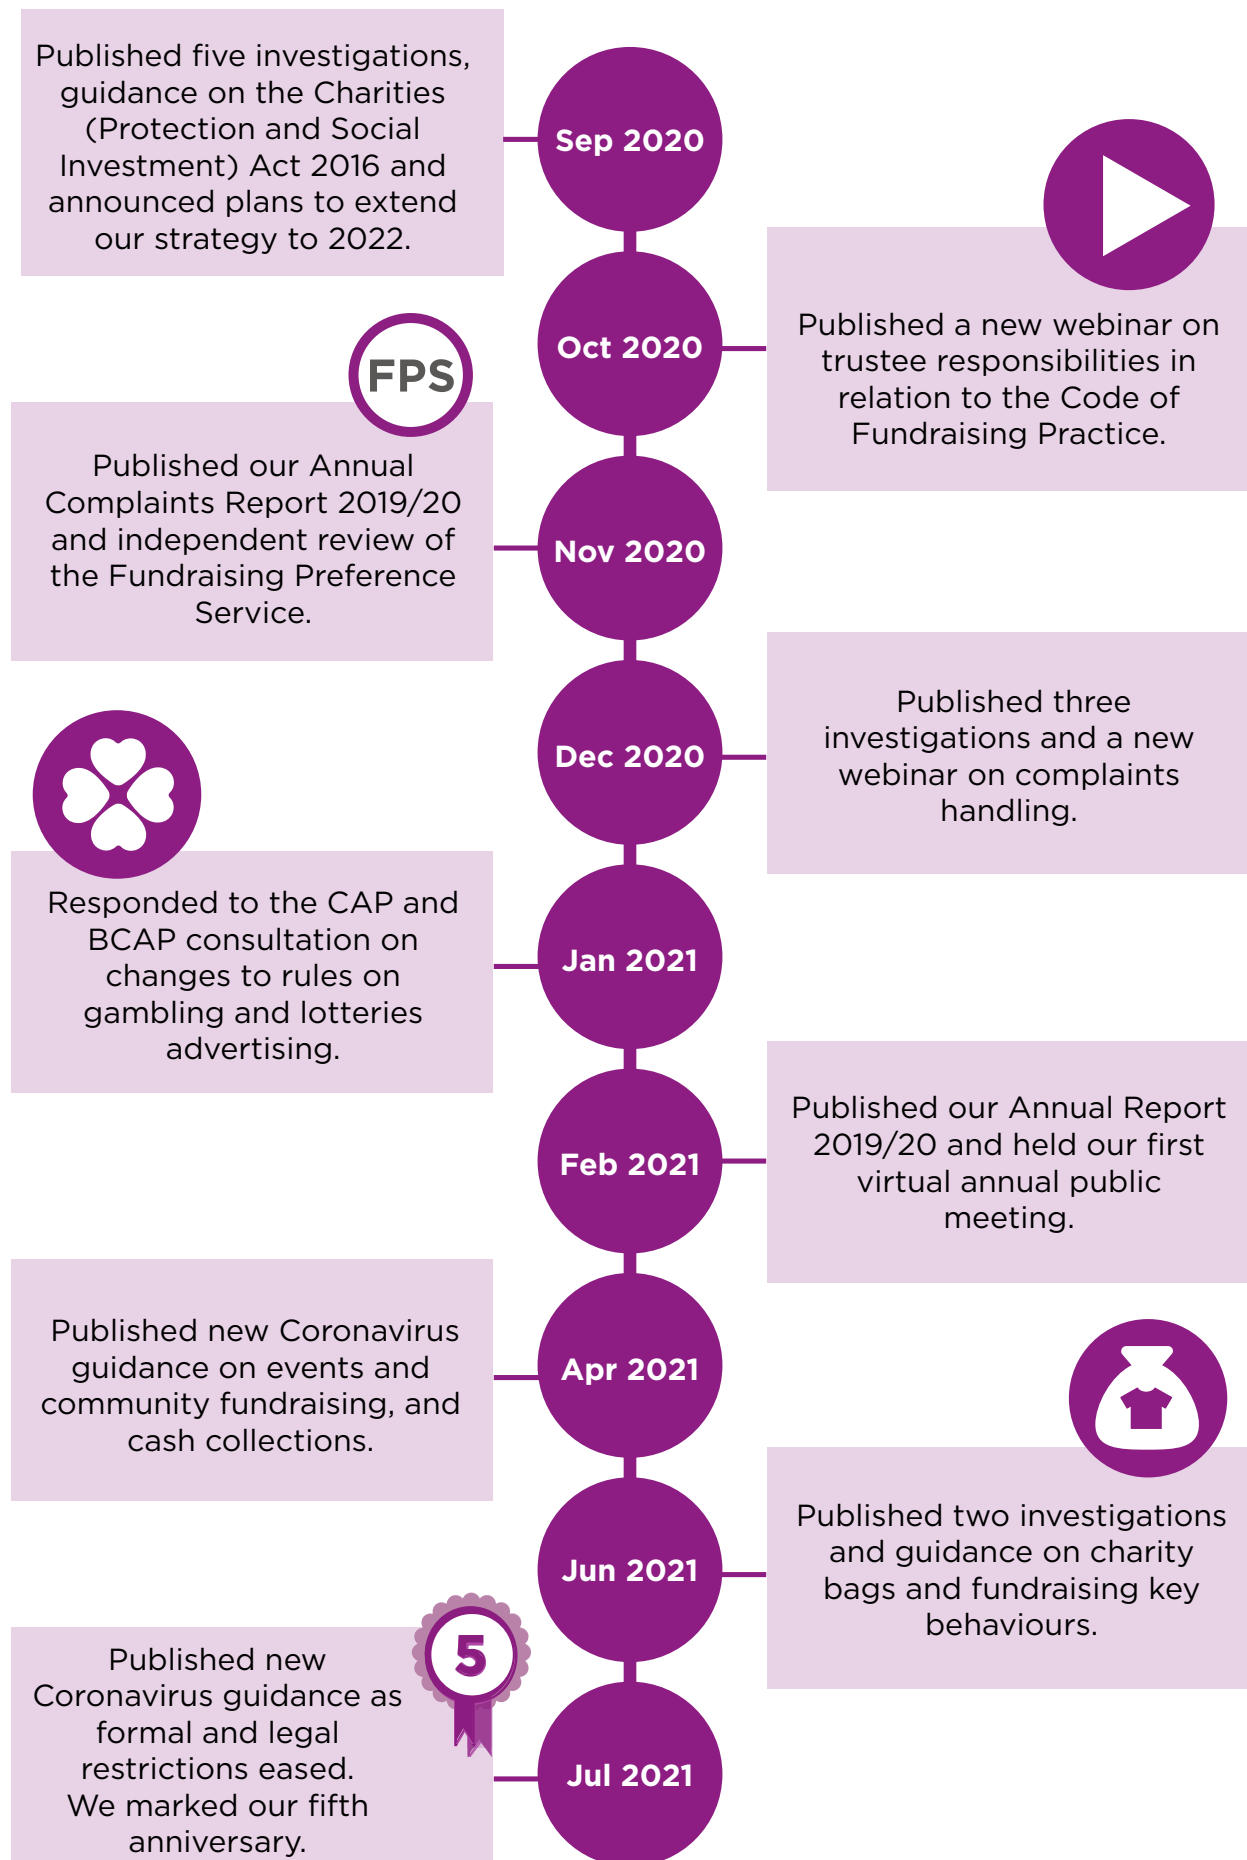 Published five investigations,
guidance on the Charities
(Protection and Social
Investment) Act 2016 and
announced plans to extend
our strategy to 2022.
Sep 2020
Oct 2020
Published a new webinar on
trustee responsibilities in
relation to the Code of
Fundraising Practice.
FPS
Published our Annual
Complaints Report 2019/20
and independent review of
the Fundraising Preference
Service.
Nov 2020
Dec 2020
Published three
investigations and a new
webinar on complaints
handling.
Responded to the CAP and
BCAP consultation on
changes to rules on
gambling and lotteries
advertising.
Jan 2021
Feb 2021
Published our Annual Report
2019/20 and held our first
virtual annual public
meeting.
Published new Coronavirus
guidance on events and
community fundraising, and
cash collections.
Apr 2021
Jun 2021
Published two investigations
and guidance on charity
bags and fundraising key
behaviours.
5
Published new
Coronavirus guidance as
formal and legal
restrictions eased.
We marked our fifth
anniversary.
Jul 2021